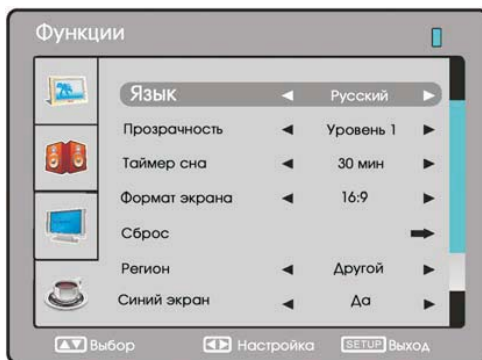 Функции
Язык Русский
Прозрачность Уровень 1
Таймер сна 30 мин
Формат экрана 16:9
Сброс
Регион Другой
Синий экран Да
Выбор Настройка SETUP Выход